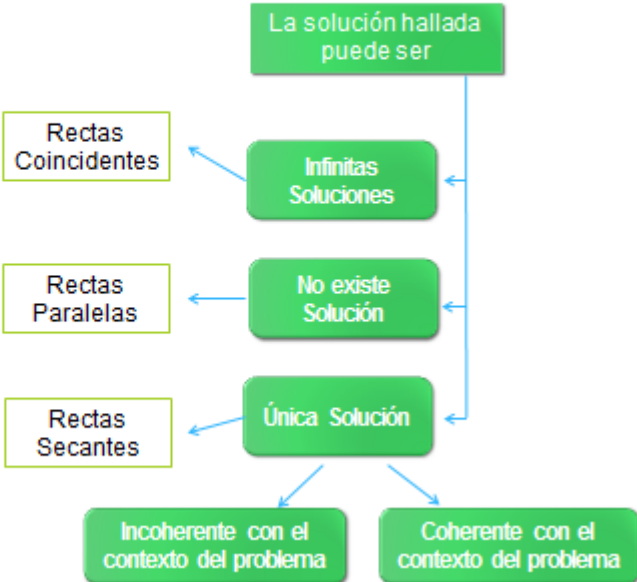 La solución hallada
puede ser
Rectas
Coincidentes
Infinitas
Soluciones
Rectas
Paralelas
No existe
Solución
Rectas
Secantes
Única Solución
Incoherente con el
contexto del problema
Coherente con el
contexto del problema